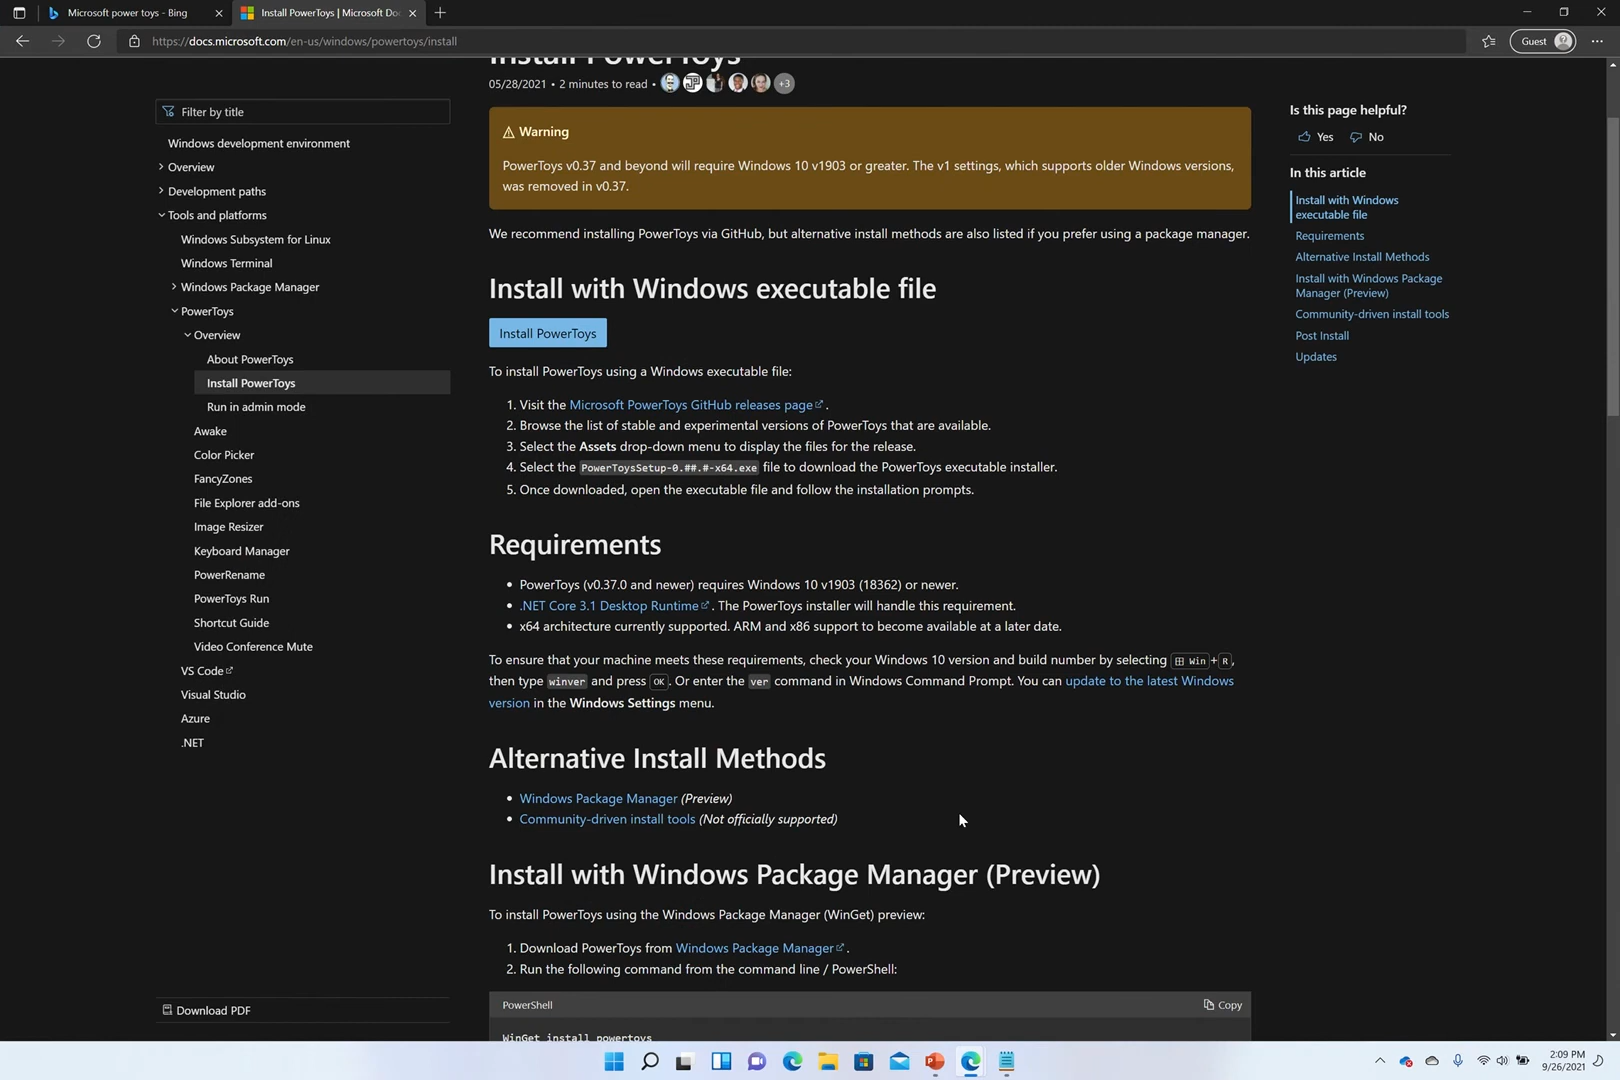 Microsoft power toys - Bing
Install PowerToys | Microsoft Doc
https://docs.microsoft.com/en-us/windows/powertoys/install
Guest
Install PowerToys
05/28/2021 • 2 minutes to read •
+3
Filter by title
Windows development environment
Overview
Development paths
Tools and platforms
Windows Subsystem for Linux
Windows Terminal
Windows Package Manager
PowerToys
Overview
About PowerToys
Install PowerToys
Run in admin mode
Awake
Color Picker
FancyZones
File Explorer add-ons
Image Resizer
Keyboard Manager
PowerRename
PowerToys Run
Shortcut Guide
Video Conference Mute
VS Code
Visual Studio
Azure
.NET
Download PDF
Warning
PowerToys v0.37 and beyond will require Windows 10 v1903 or greater. The v1 settings, which supports older Windows versions,
was removed in v0.37.
We recommend installing PowerToys via GitHub, but alternative install methods are also listed if you prefer using a package manager.
Install with Windows executable file
Install PowerToys
To install PowerToys using a Windows executable file:
1. Visit the Microsoft PowerToys GitHub releases page .
2. Browse the list of stable and experimental versions of PowerToys that are available.
3. Select the Assets drop-down menu to display the files for the release.
4. Select the PowerToysSetup-0.##.#-x64.exe file to download the PowerToys executable installer.
5. Once downloaded, open the executable file and follow the installation prompts.
Requirements
• PowerToys (v0.37.0 and newer) requires Windows 10 v1903 (18362) or newer.
• .NET Core 3.1 Desktop Runtime . The PowerToys installer will handle this requirement.
• x64 architecture currently supported. ARM and x86 support to become available at a later date.
To ensure that your machine meets these requirements, check your Windows 10 version and build number by selecting Win+R,
then type winver and press OK. Or enter the ver command in Windows Command Prompt. You can update to the latest Windows
version in the Windows Settings menu.
Alternative Install Methods
• Windows Package Manager (Preview)
• Community-driven install tools (Not officially supported)
Install with Windows Package Manager (Preview)
To install PowerToys using the Windows Package Manager (WinGet) preview:
1. Download PowerToys from Windows Package Manager .
2. Run the following command from the command line / PowerShell:
PowerShell
Copy
WinGet install powertoys
Is this page helpful?
Yes No
In this article
Install with Windows
executable file
Requirements
Alternative Install Methods
Install with Windows Package
Manager (Preview)
Community-driven install tools
Post Install
Updates
2:09 PM
9/26/2021